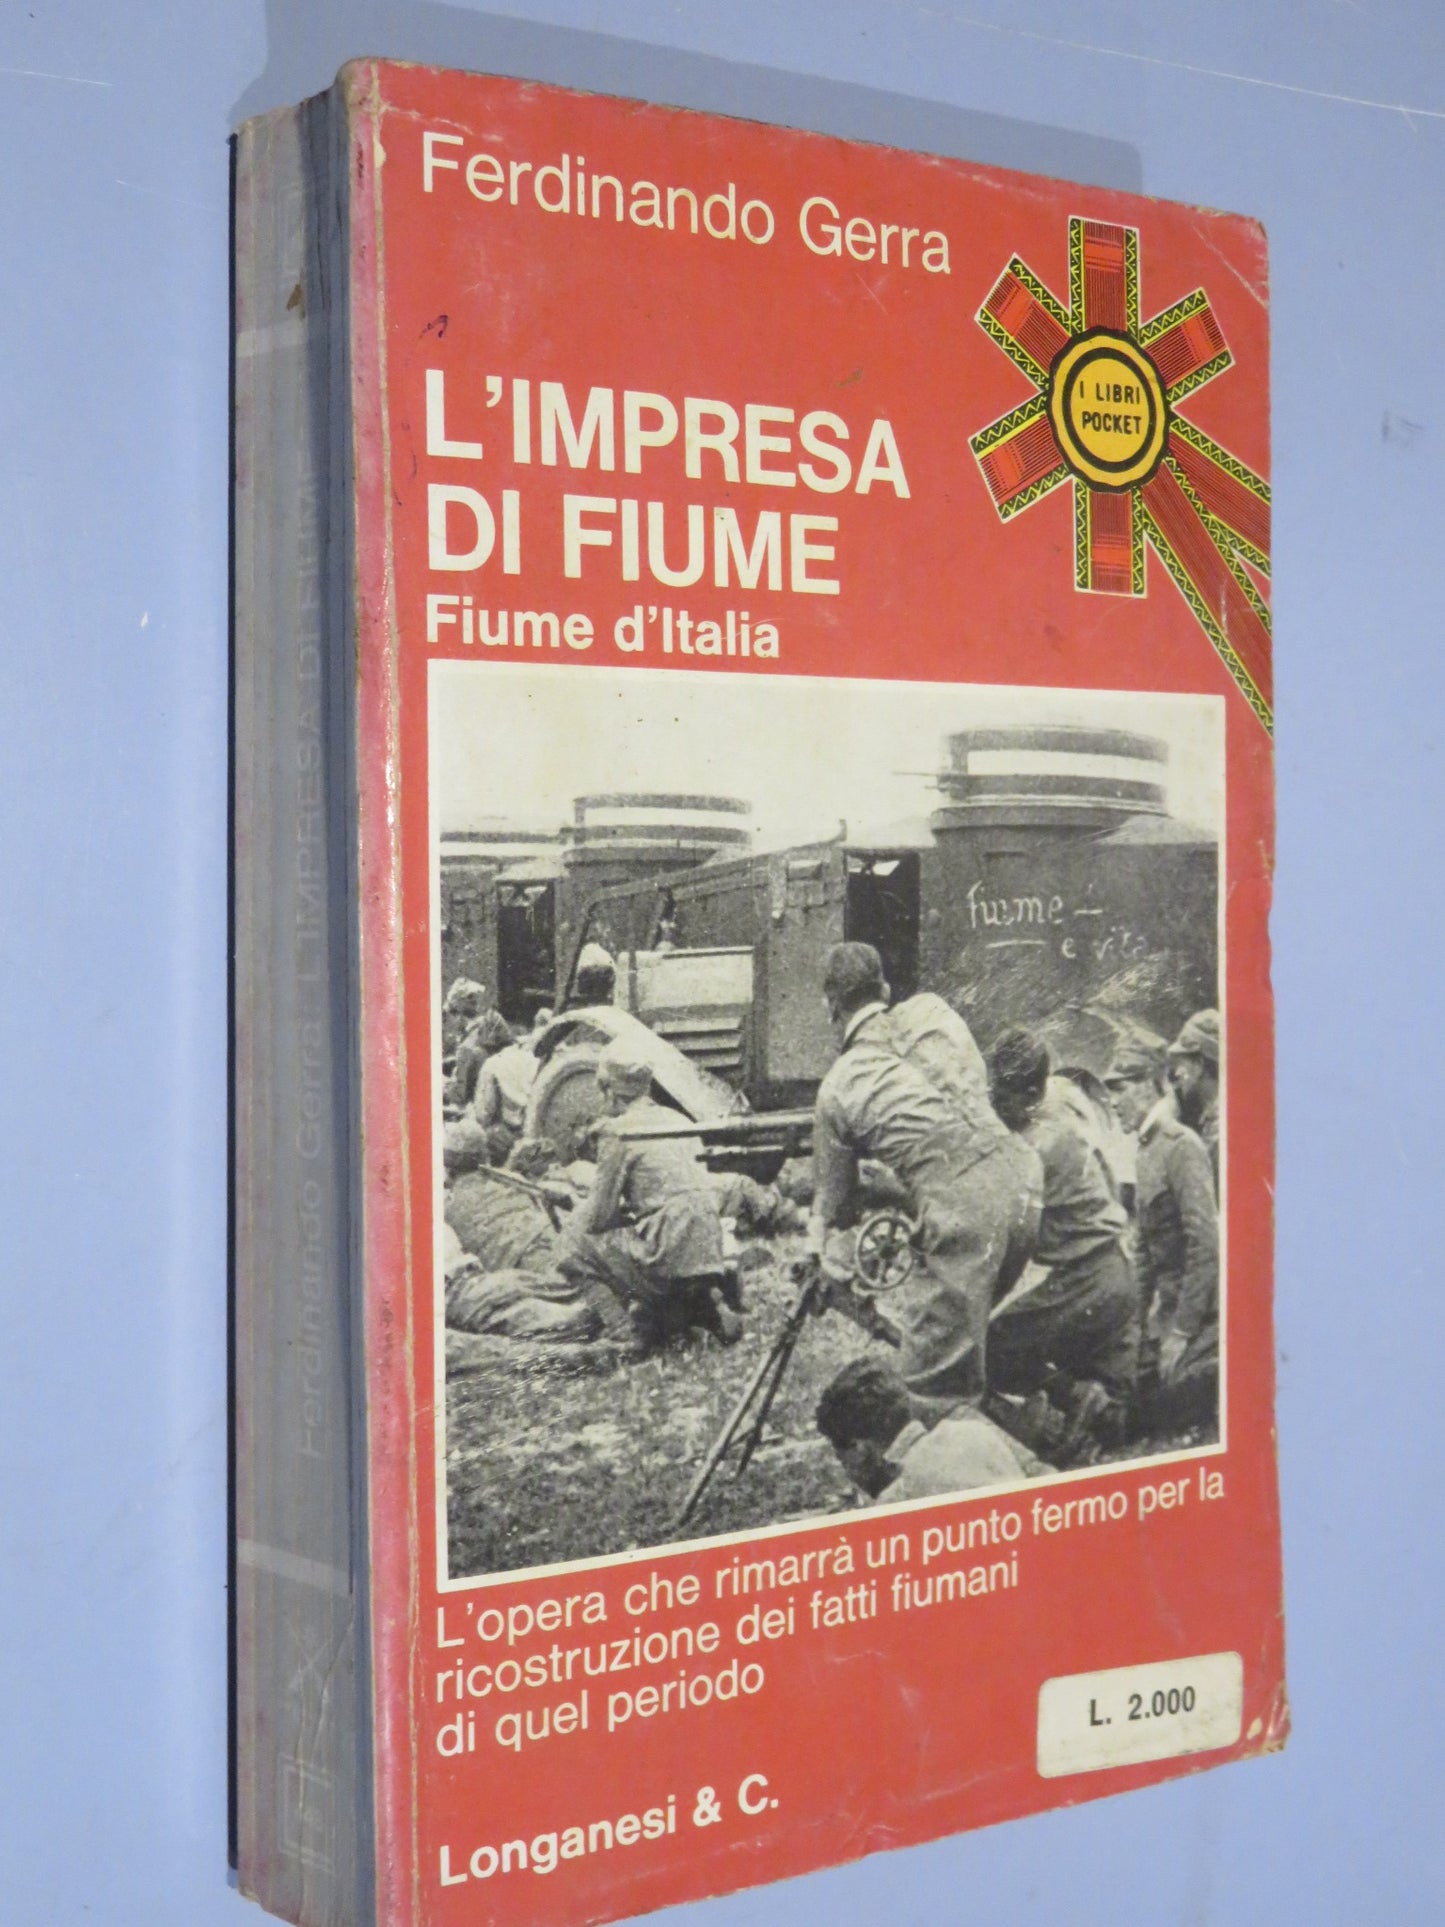 Ferdinando Gerra
I LIBRI
POCKET
L'IMPRESA
DI FIUME
Fiume d'Italia
fiume
e vita
L'opera che rimarrà un punto fermo per la
ricostruzione dei fatti fiumani
di quel periodo
L. 2.000
Longanesi & C.
Ferdinando Gerra L'IMPRESA DI FIUME